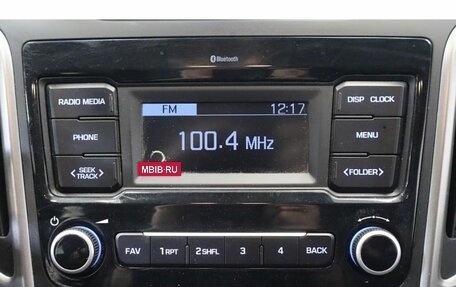 Bluetooth
RADIO MEDIA
FM 12:17
DISP CLOCK
PHONE
100.4 MHz
MENU
< SEEK TRACK >
MBIB-RU
< FOLDER >
FAV 1 RPT 2 SHFL 3 4 BACK